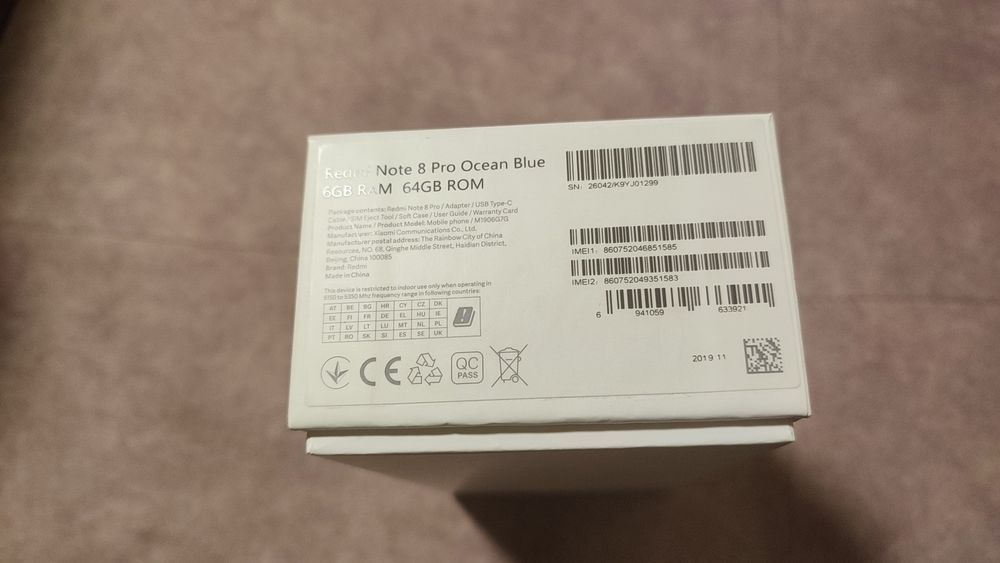 Redmi Note 8 Pro Ocean Blue
6GB RAM 64GB ROM
Package contents: Redmi Note 8 Pro / Adapter / USB Type-C
Cable / SIM Eject Tool / Soft Case / User Guide / Warranty Card
Product Name / Product Model: Mobile phone / M1906G7G
Manufacturer: Xiaomi Communications Co., Ltd.
Manufacturer postal address: The Rainbow City of China
Resources, NO. 68, Qinghe Middle Street, Haidian District,
Beijing, China 100085
Brand: Redmi
Made in China
This device is restricted to indoor use only when operating in
5150 to 5350 Mhz frequency range in following countries:
AT BE BG HR CY CZ DK
EE FI FR DE EL HU IE
IT LV LT LU MT NL PL
PT RO SK SI ES SE UK
CE
QC
PASS
SN: 26042/K9YJ01299
IMEI1: 860752046851585
IMEI2: 860752049351583
6 941059 633921
2019 11